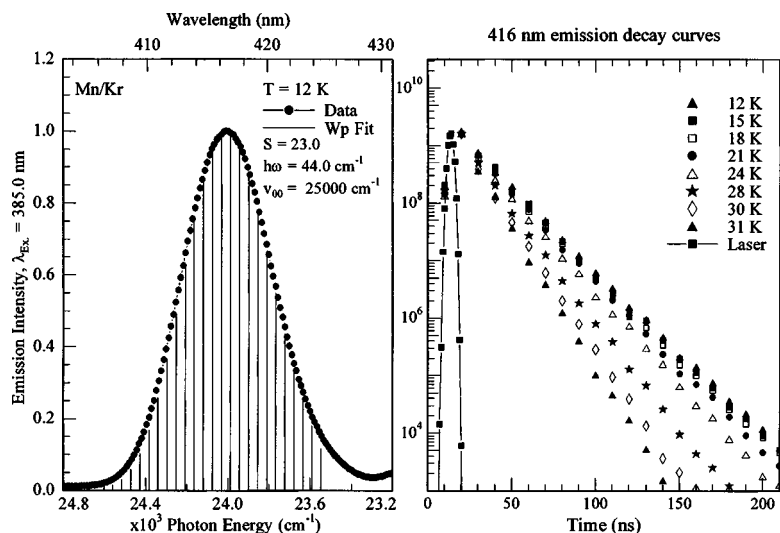 Wavelength (nm)
410 420 430
Mn/Kr
T = 12 K
Data
Wp Fit
S = 23.0
hω = 44.0 cm⁻¹
ν₀₀ = 25000 cm⁻¹
Emission Intensity, λEx. = 385.0 nm
1.2
1.0
0.8
0.6
0.4
0.2
0.0
24.8 24.4 24.0 23.6 23.2
x10³ Photon Energy (cm⁻¹)
416 nm emission decay curves
10¹⁰
10⁸
10⁶
10⁴
12 K
15 K
18 K
21 K
24 K
28 K
30 K
31 K
Laser
0 50 100 150 200
Time (ns)